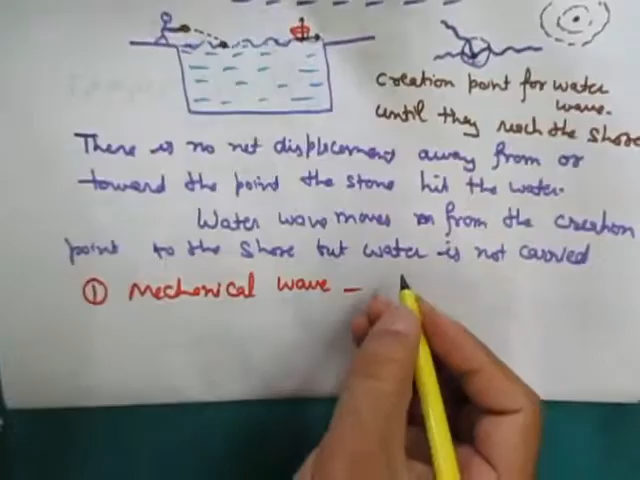 creation point for water
wave.
until they reach the shore
There is no net displacement away from or
toward the point the stone hit the water.
Water wave moves on from the creation
point to the shore but water is not carried
① Mechanical wave –